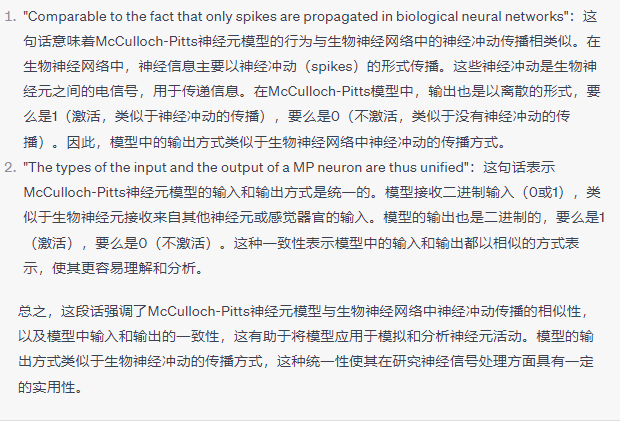 1. "Comparable to the fact that only spikes are propagated in biological neural networks"：这
句话意味着McCulloch-Pitts神经元模型的行为与生物神经网络中的神经冲动传播相类似。在
生物神经网络中，神经信息主要以神经冲动（spikes）的形式传播。这些神经冲动是生物神
经元之间的电信号，用于传递信息。在McCulloch-Pitts模型中，输出也是以离散的形式，要
么是1（激活，类似于神经冲动的传播），要么是0（不激活，类似于没有神经冲动的传
播）。因此，模型中的输出方式类似于生物神经网络中神经冲动的传播方式。
2. "The types of the input and the output of a MP neuron are thus unified"：这句话表示
McCulloch-Pitts神经元模型的输入和输出方式是统一的。模型接收二进制输入（0或1），类
似于生物神经元接收来自其他神经元或感觉器官的输入。模型的输出也是二进制的，要么是1
（激活），要么是0（不激活）。这种一致性表示模型中的输入和输出都以相似的方式表
示，使其更容易理解和分析。
总之，这段话强调了McCulloch-Pitts神经元模型与生物神经网络中神经冲动传播的相似性，
以及模型中输入和输出的一致性，这有助于将模型应用于模拟和分析神经元活动。模型的输
出方式类似于生物神经冲动的传播方式，这种统一性使其在研究神经信号处理方面具有一定
的实用性。